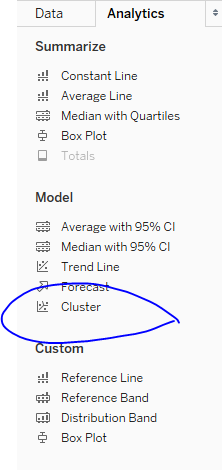 Data Analytics
Summarize
Constant Line
Average Line
Median with Quartiles
Box Plot
Totals
Model
Average with 95% CI
Median with 95% CI
Trend Line
Forecast
Cluster
Custom
Reference Line
Reference Band
Distribution Band
Box Plot